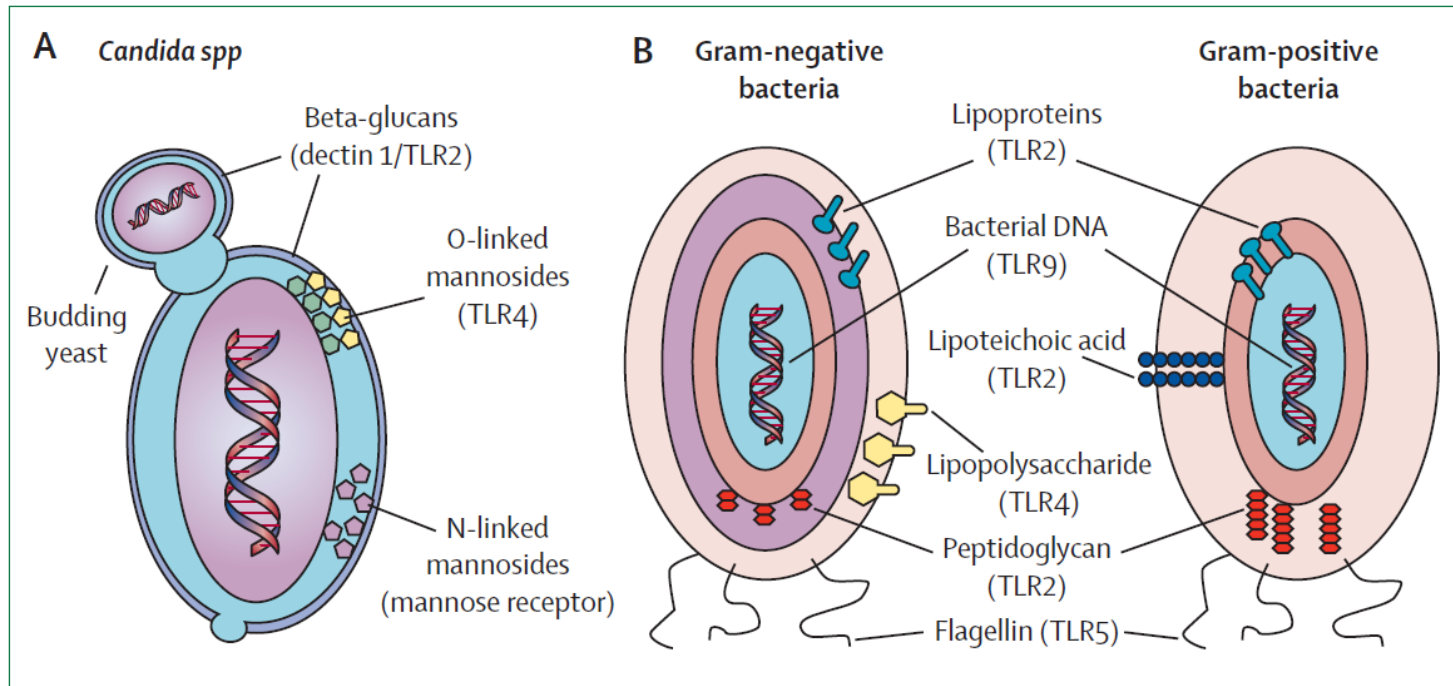 A
Candida spp
Beta-glucans
(dectin 1/TLR2)
O-linked
mannosides
(TLR4)
Budding
yeast
N-linked
mannosides
(mannose receptor)
B
Gram-negative
bacteria
Gram-positive
bacteria
Lipoproteins
(TLR2)
Bacterial DNA
(TLR9)
Lipoteichoic acid
(TLR2)
Lipopolysaccharide
(TLR4)
Peptidoglycan
(TLR2)
Flagellin (TLR5)